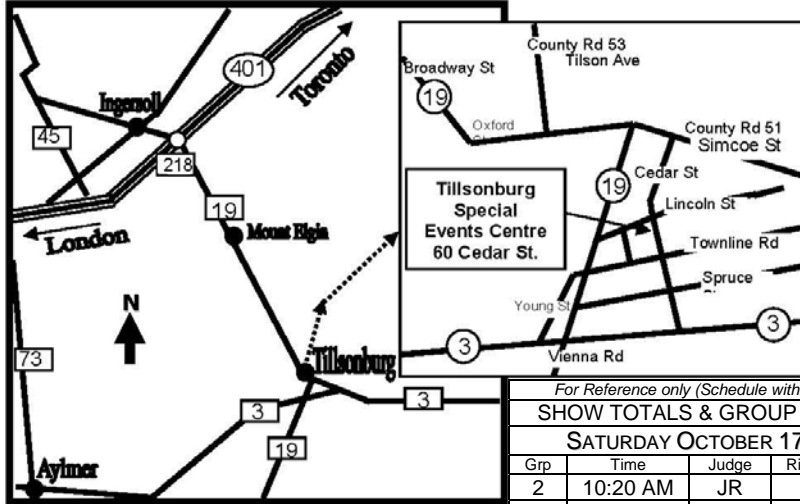 401
Toronto
Ingersoll
45
218
19
London
Mount Elgin
N
73
Tillsonburg
3
3
19
Aylmer
County Rd 53
Tilson Ave
Broadway St
19
Oxford
County Rd 51
Simcoe St
Cedar St
19
Lincoln St
Tillsonburg
Special
Events Centre
60 Cedar St.
Townline Rd
Spruce
Young St
3
3
Vienna Rd
For Reference only (Schedule with
SHOW TOTALS & GROUP
SATURDAY OCTOBER 17
Grp Time Judge Ri
2 10:20 AM JR